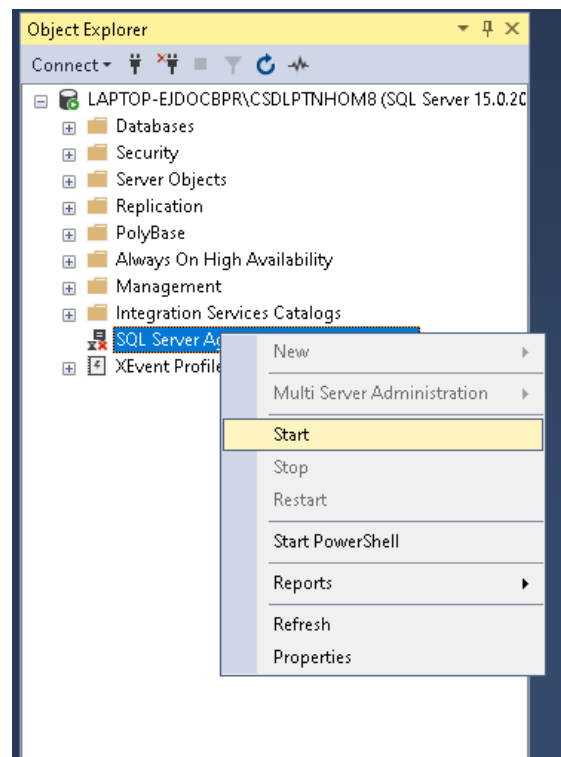 Object Explorer
Connect
LAPTOP-EJDOCBPR\CSDLPTNHOM8 (SQL Server 15.0.20
Databases
Security
Server Objects
Replication
PolyBase
Always On High Availability
Management
Integration Services Catalogs
SQL Server Ag
XEvent Profile
New
Multi Server Administration
Start
Stop
Restart
Start PowerShell
Reports
Refresh
Properties